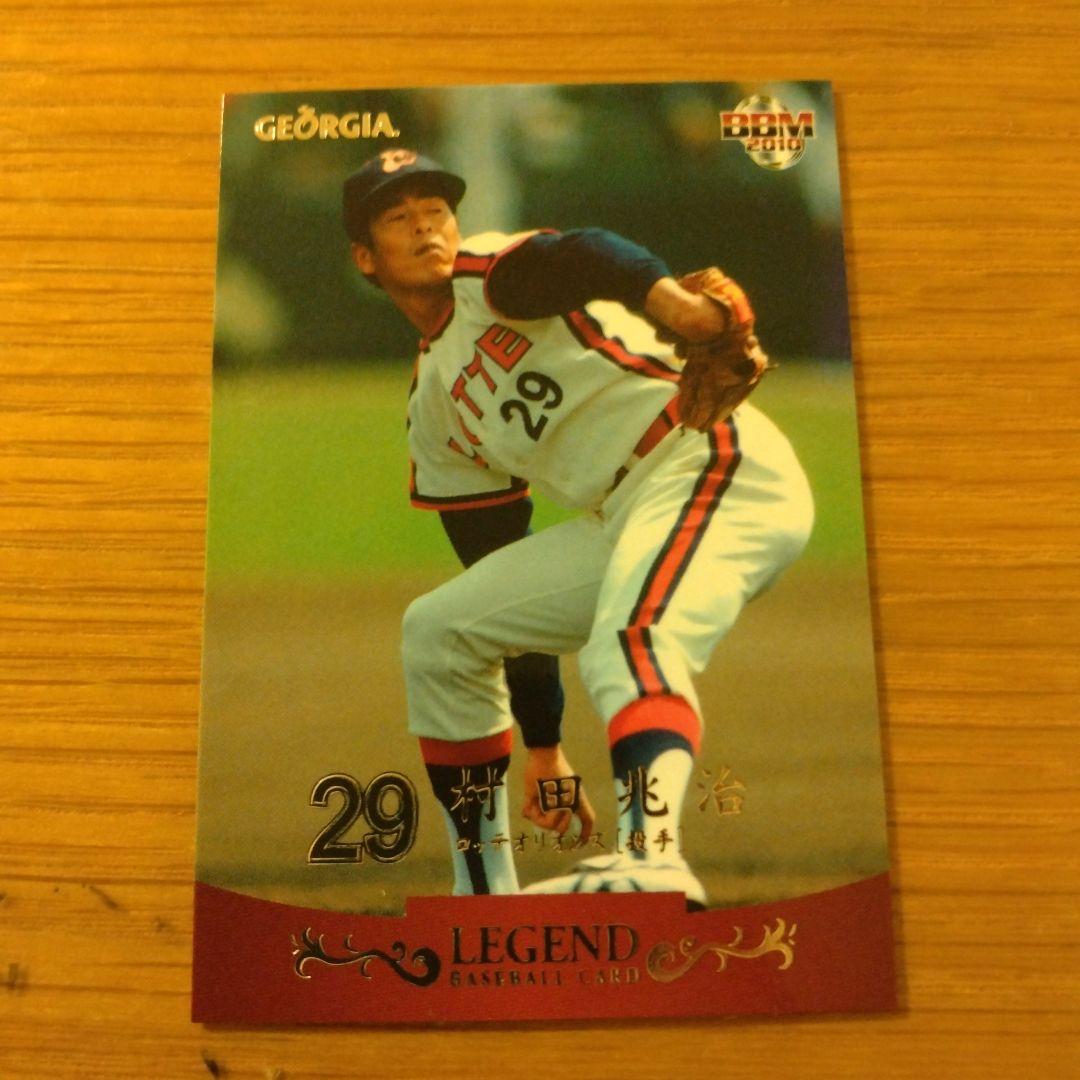 GEORGIA.
BBM
2010
LOTTE
29
29 村田兆治
ロッテオリオンズ [投手]
LEGEND
BASEBALL CARD